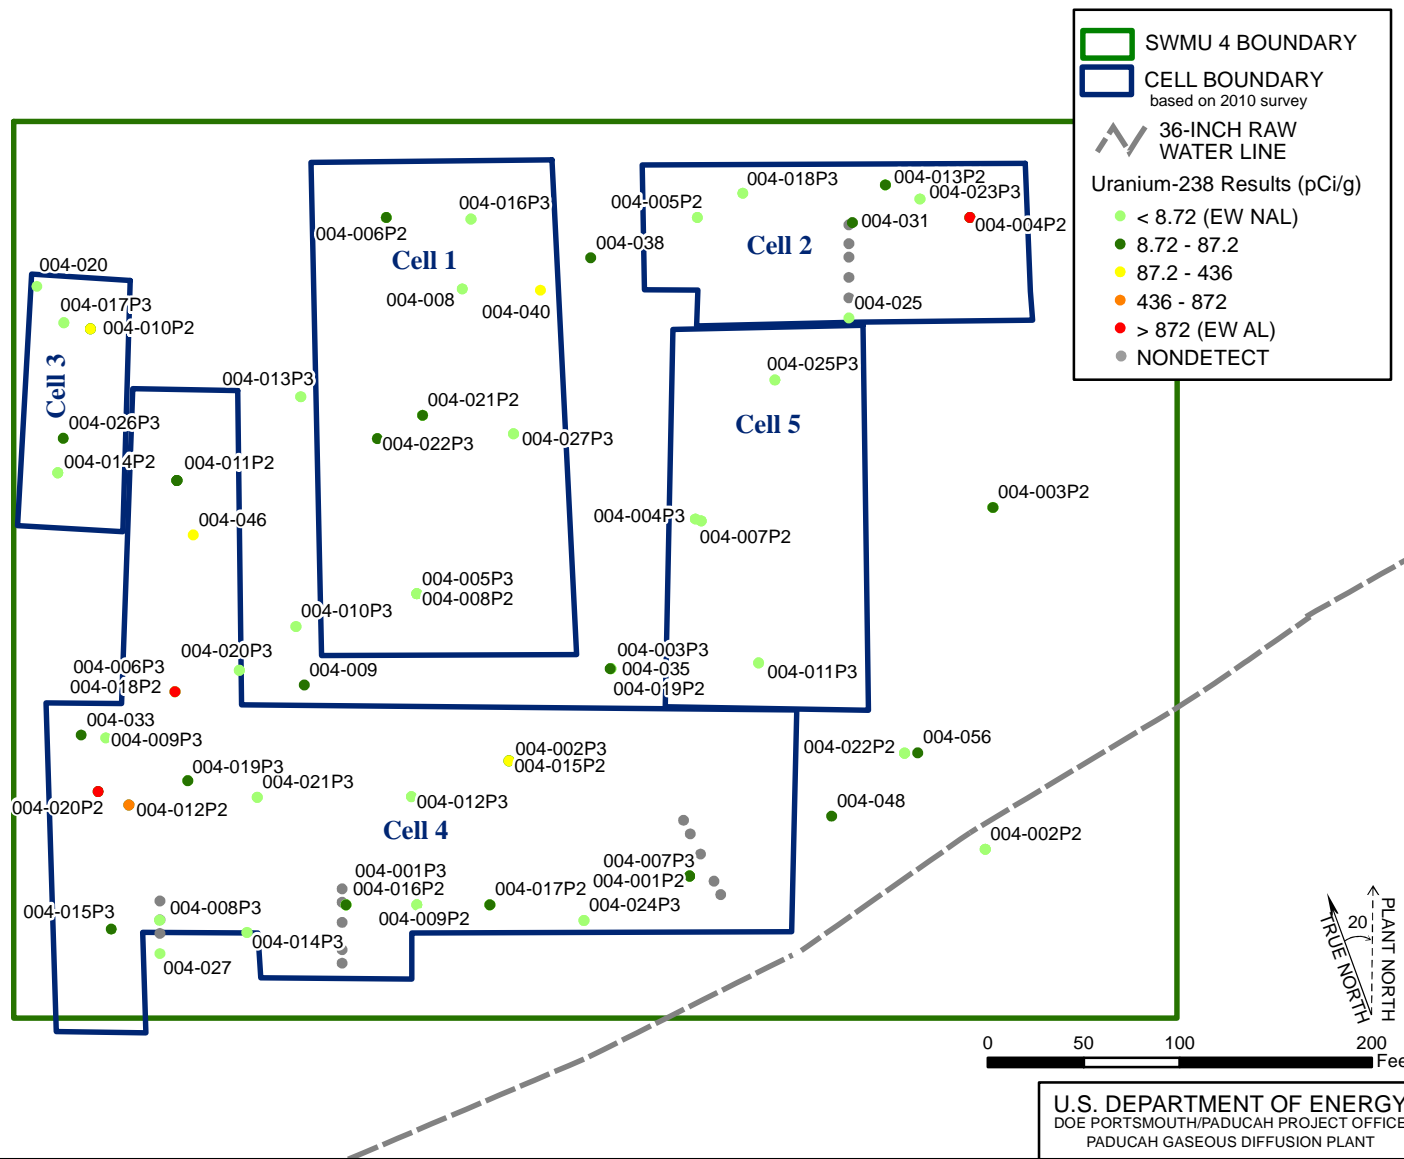 SWMU 4 BOUNDARY
CELL BOUNDARY
based on 2010 survey
36-INCH RAW
WATER LINE
Uranium-238 Results (pCi/g)
< 8.72 (EW NAL)
8.72 - 87.2
87.2 - 436
436 - 872
> 872 (EW AL)
NONDETECT
004-018P3
004-013P2
004-023P3
004-005P2
004-031
004-004P2
004-016P3
004-006P2
004-038
Cell 2
Cell 1
004-020
004-008
004-040
004-025
004-017P3
004-010P2
Cell 3
004-025P3
004-013P3
004-021P2
004-026P3
004-022P3
004-027P3
Cell 5
004-014P2
004-011P2
004-003P2
004-046
004-004P3
004-007P2
004-005P3
004-008P2
004-010P3
004-020P3
004-003P3
004-006P3
004-009
004-035
004-011P3
004-018P2
004-019P2
004-033
004-009P3
004-002P3
004-022P2
004-056
004-019P3
004-021P3
004-015P2
004-020P2
004-012P2
004-012P3
004-048
Cell 4
004-002P2
004-001P3
004-007P3
004-016P2
004-017P2
004-001P2
004-015P3
004-008P3
004-009P2
004-024P3
004-014P3
004-027
20
TRUE NORTH
PLANT NORTH
0 50 100 200
Fee
U.S. DEPARTMENT OF ENERGY
DOE PORTSMOUTH/PADUCAH PROJECT OFFICE
PADUCAH GASEOUS DIFFUSION PLANT